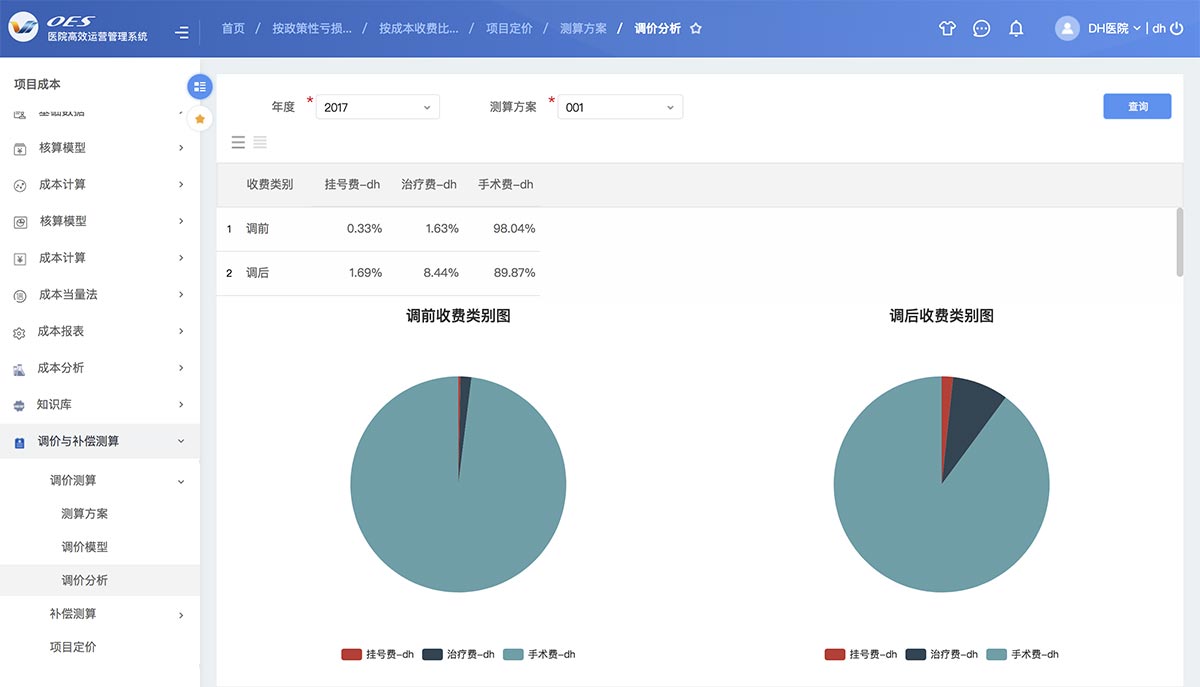 OES
医院高效运营管理系统
首页 / 按政策性亏损... / 按成本收费比... / 项目定价 / 测算方案 / 调价分析
DH医院 | dh
项目成本
基础数据
核算模型
成本计算
核算模型
成本计算
成本当量法
成本报表
成本分析
知识库
调价与补偿测算
调价测算
测算方案
调价模型
调价分析
补偿测算
项目定价
年度 * 2017 测算方案 * 001 查询
收费类别 挂号费-dh 治疗费-dh 手术费-dh
1 调前 0.33% 1.63% 98.04%
2 调后 1.69% 8.44% 89.87%
调前收费类别图
挂号费-dh 治疗费-dh 手术费-dh
调后收费类别图
挂号费-dh 治疗费-dh 手术费-dh